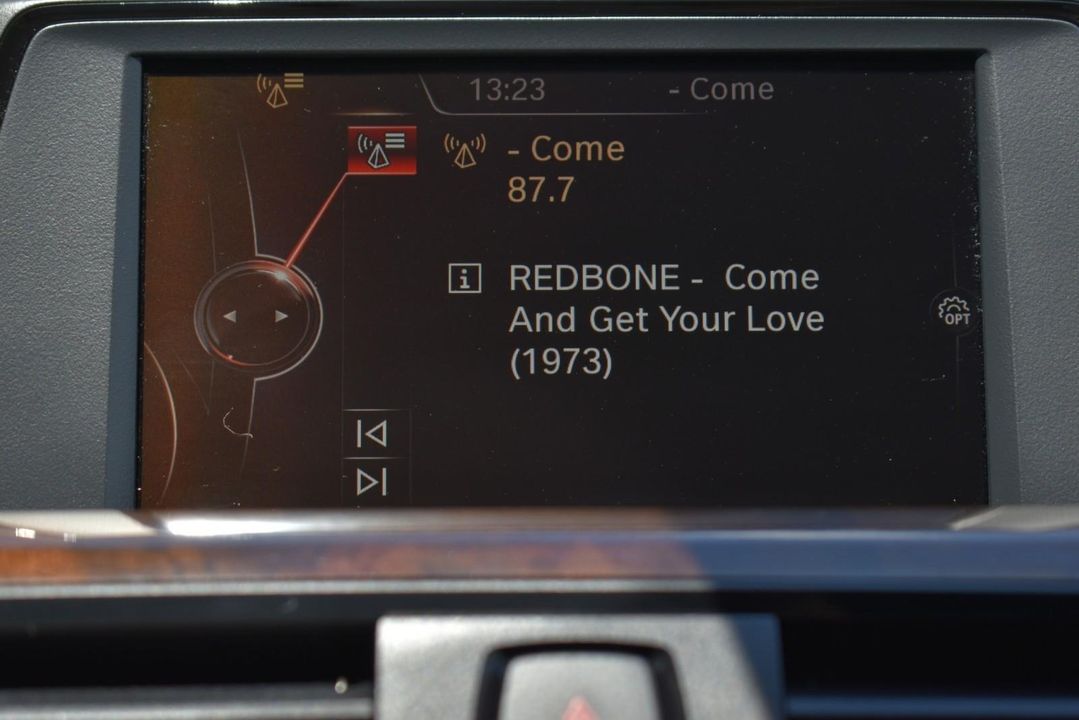 13:23 - Come
- Come
87.7
i REDBONE - Come
And Get Your Love
(1973)
OPT